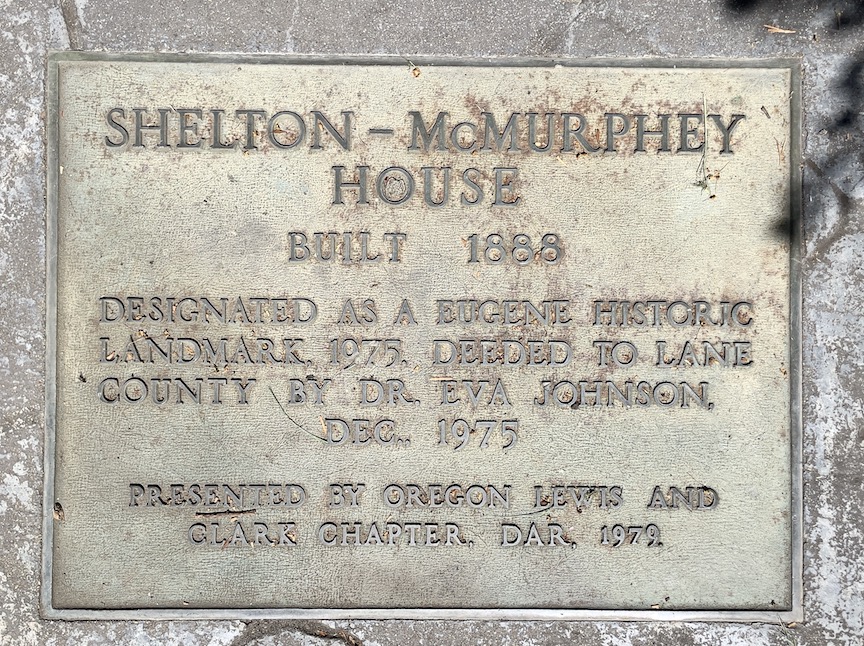 SHELTON – McMURPHEY
HOUSE
BUILT 1888
DESIGNATED AS A EUGENE HISTORIC
LANDMARK, 1975. DEEDED TO LANE
COUNTY BY DR. EVA JOHNSON,
DEC., 1975
PRESENTED BY OREGON LEWIS AND
CLARK CHAPTER, DAR, 1979